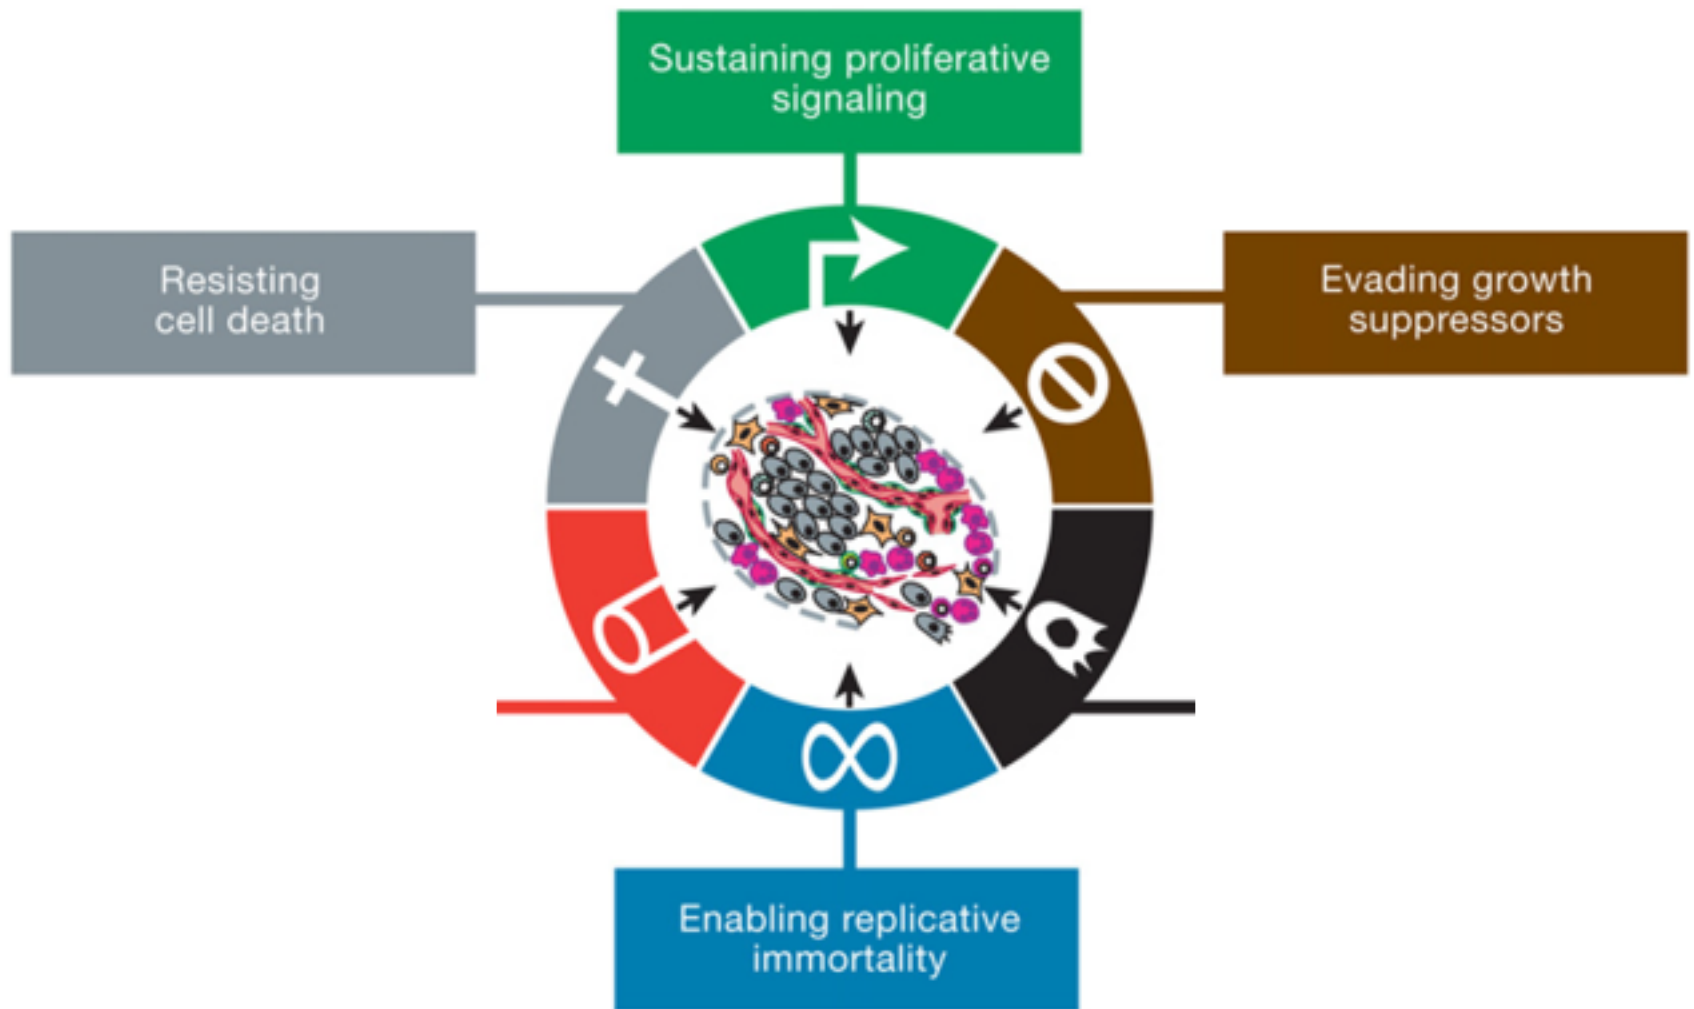 Sustaining proliferative
signaling
Resisting
cell death
Evading growth
suppressors
Enabling replicative
immortality